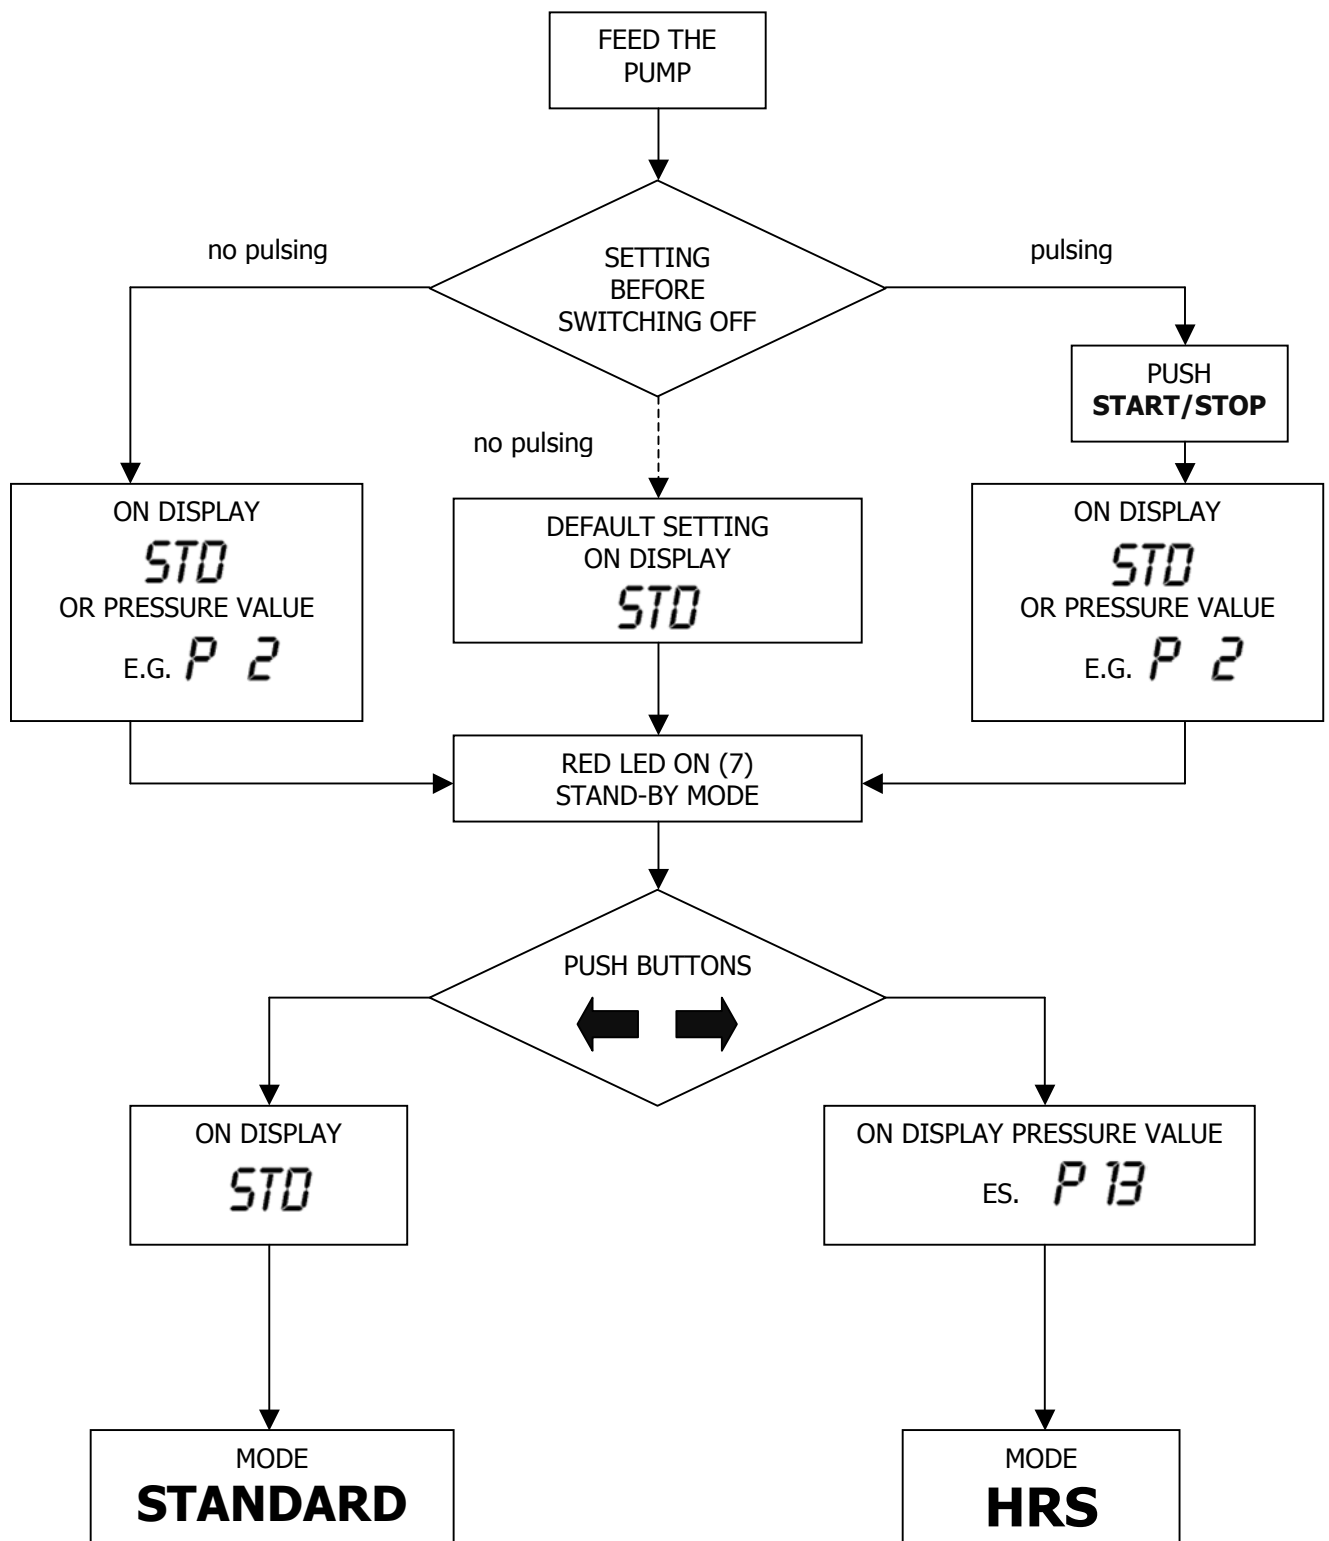 FEED THE
PUMP
no pulsing
SETTING
BEFORE
SWITCHING OFF
pulsing
PUSH
START/STOP
no pulsing
ON DISPLAY
STD
OR PRESSURE VALUE
E.G. P 2
DEFAULT SETTING
ON DISPLAY
STD
ON DISPLAY
STD
OR PRESSURE VALUE
E.G. P 2
RED LED ON (7)
STAND-BY MODE
PUSH BUTTONS
ON DISPLAY
STD
ON DISPLAY PRESSURE VALUE
ES. P 13
MODE
STANDARD
MODE
HRS